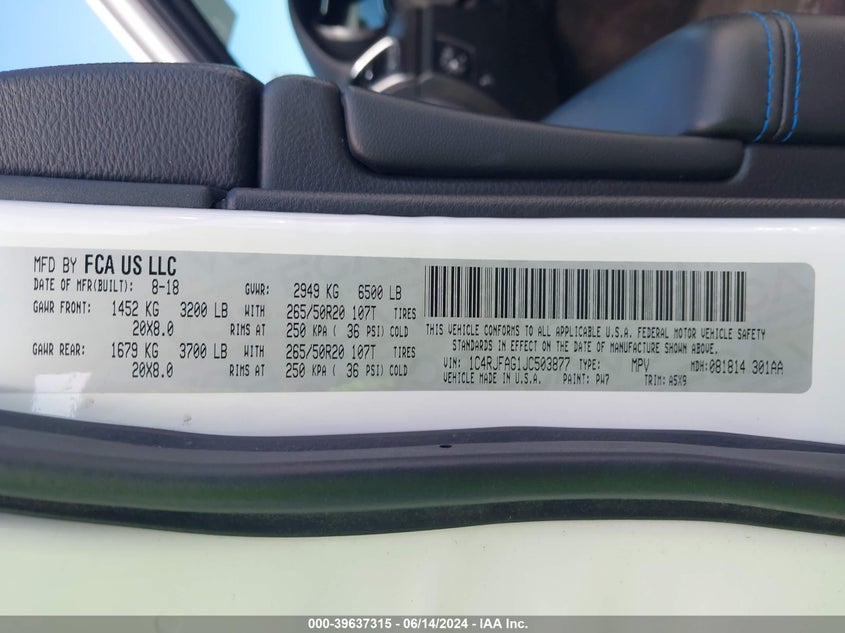 MFD BY FCA US LLC
DATE OF MFR(BUILT): 8-18 GVWR: 2949 KG 6500 LB
GAWR FRONT: 1452 KG 3200 LB WITH 265/50R20 107T TIRES
20X8.0 RIMS AT 250 KPA ( 36 PSI) COLD
GAWR REAR: 1679 KG 3700 LB WITH 265/50R20 107T TIRES
20X8.0 RIMS AT 250 KPA ( 36 PSI) COLD
THIS VEHICLE CONFORMS TO ALL APPLICABLE U.S.A. FEDERAL MOTOR VEHICLE SAFETY
STANDARDS IN EFFECT ON THE DATE OF MANUFACTURE SHOWN ABOVE.
VIN: 1C4RJFAG1JC503877 TYPE: MPV MDH: 081814 301AA
VEHICLE MADE IN U.S.A. PAINT: PW7 TRIM: A5X9
000-39637315 - 06/14/2024 - IAA Inc.